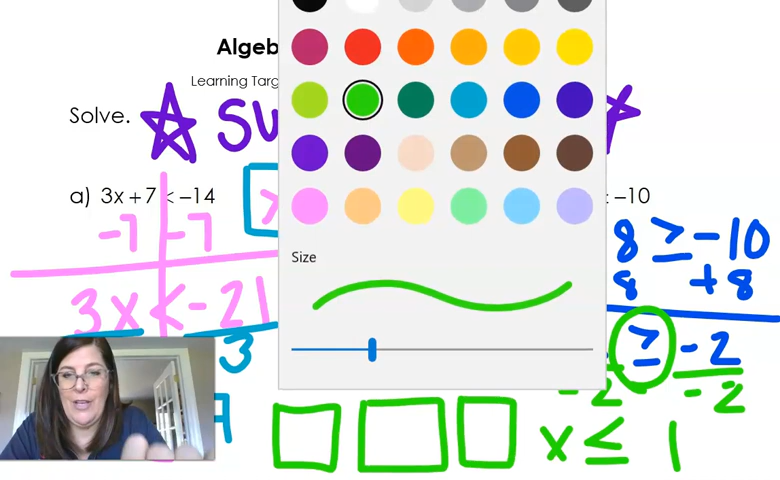 Algeb
Learning Targ
Solve. ☆ SU
a) 3x + 7 < -14
-7 | -7
3x < -21
3
-10
8 ≥ -10
8 +8
≥ -2
-2 -2
x ≤ 1
Size